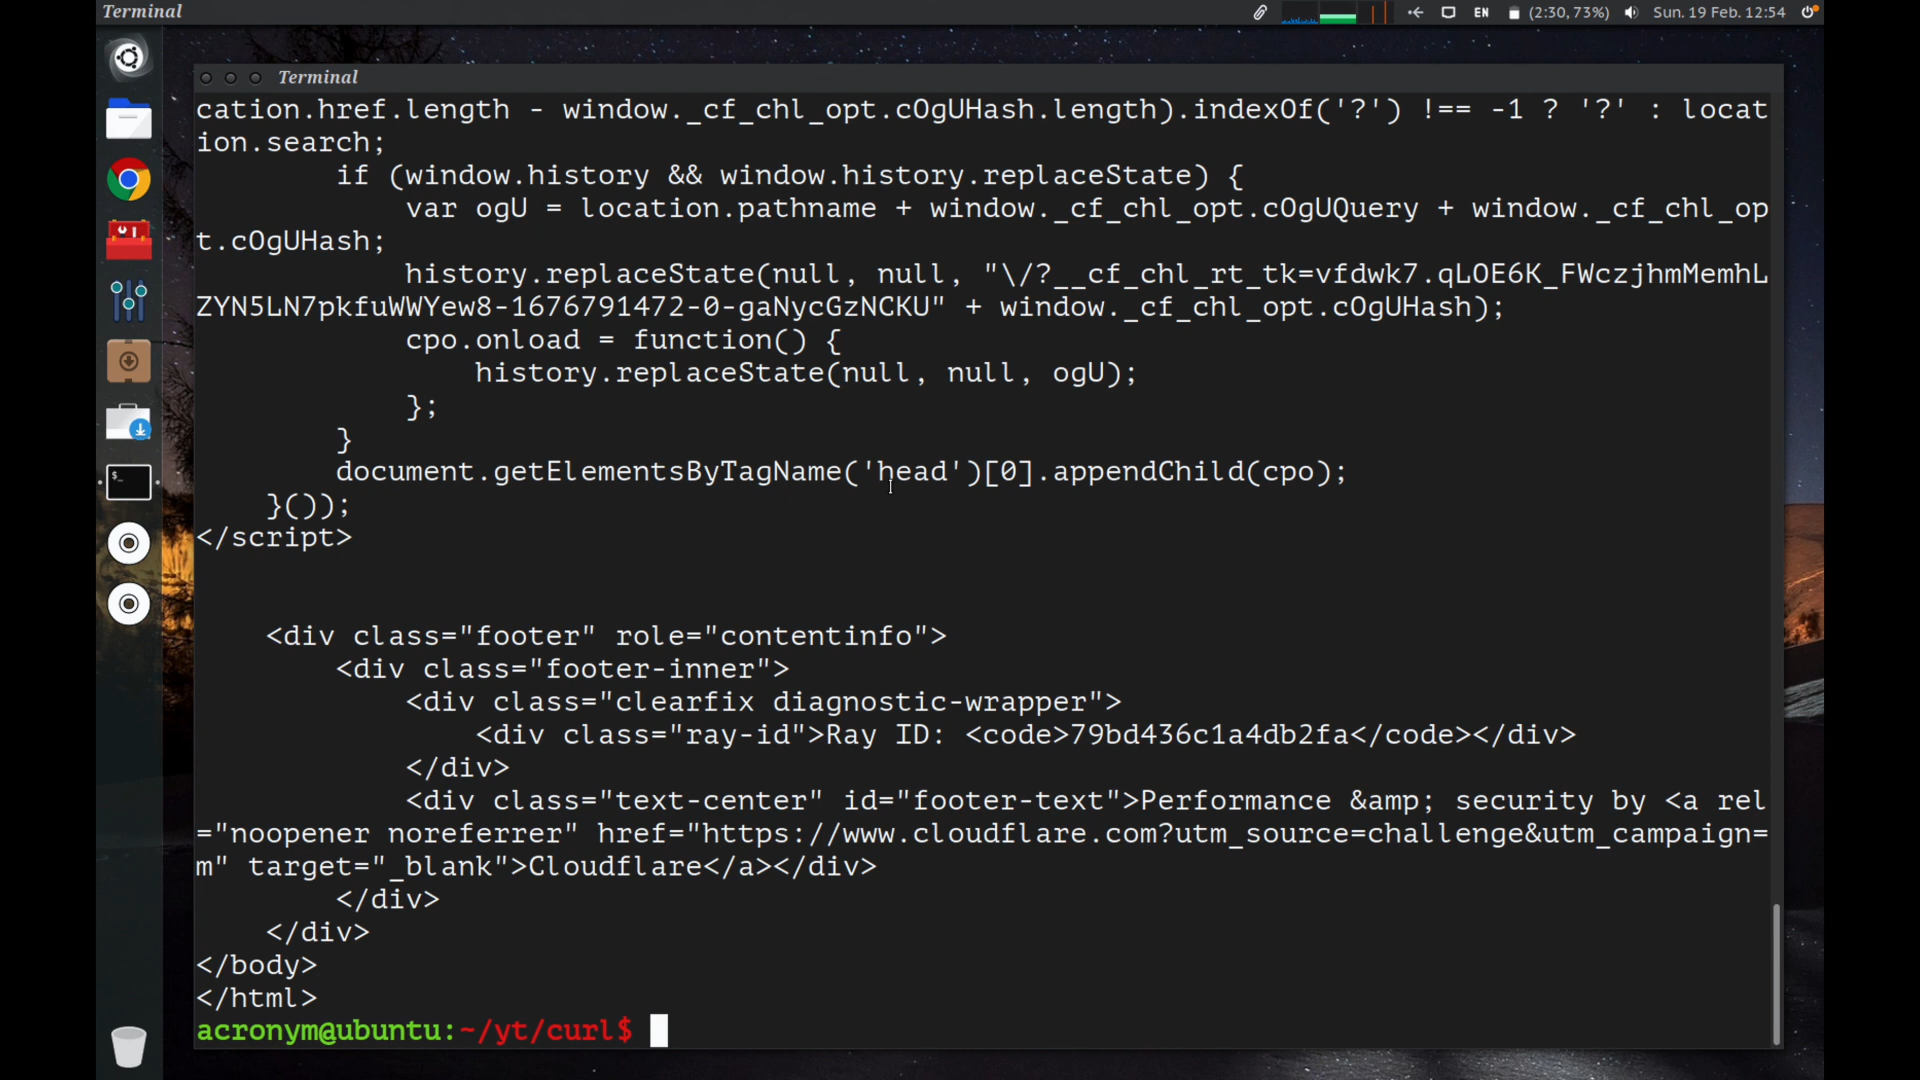 Terminal
EN
(2:30, 73%)
Sun. 19 Feb. 12:54
Terminal
cation.href.length - window._cf_chl_opt.cOgUHash.length).indexOf('?') !== -1 ? '?' : locat
ion.search;
if (window.history && window.history.replaceState) {
var ogU = location.pathname + window._cf_chl_opt.cOgUQuery + window._cf_chl_op
t.cOgUHash;
history.replaceState(null, null, "\/?__cf_chl_rt_tk=vfdwk7.qLOE6K_FWczjhmMemhL
ZYN5LN7pkfuWWYew8-1676791472-0-gaNycGzNCKU" + window._cf_chl_opt.cOgUHash);
cpo.onload = function() {
history.replaceState(null, null, ogU);
};
}
document.getElementsByTagName('head')[0].appendChild(cpo);
}());
</script>
<div class="footer" role="contentinfo">
<div class="footer-inner">
<div class="clearfix diagnostic-wrapper">
<div class="ray-id">Ray ID: <code>79bd436c1a4db2fa</code></div>
</div>
<div class="text-center" id="footer-text">Performance &amp; security by <a rel
="noopener noreferrer" href="https://www.cloudflare.com?utm_source=challenge&utm_campaign=
m" target="_blank">Cloudflare</a></div>
</div>
</div>
</body>
</html>
acronym@ubuntu:~/yt/curl$